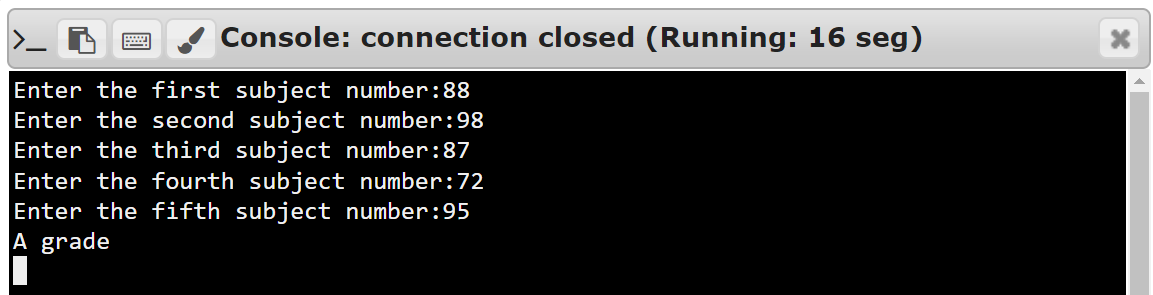 >_ Console: connection closed (Running: 16 seg)
Enter the first subject number:88
Enter the second subject number:98
Enter the third subject number:87
Enter the fourth subject number:72
Enter the fifth subject number:95
A grade